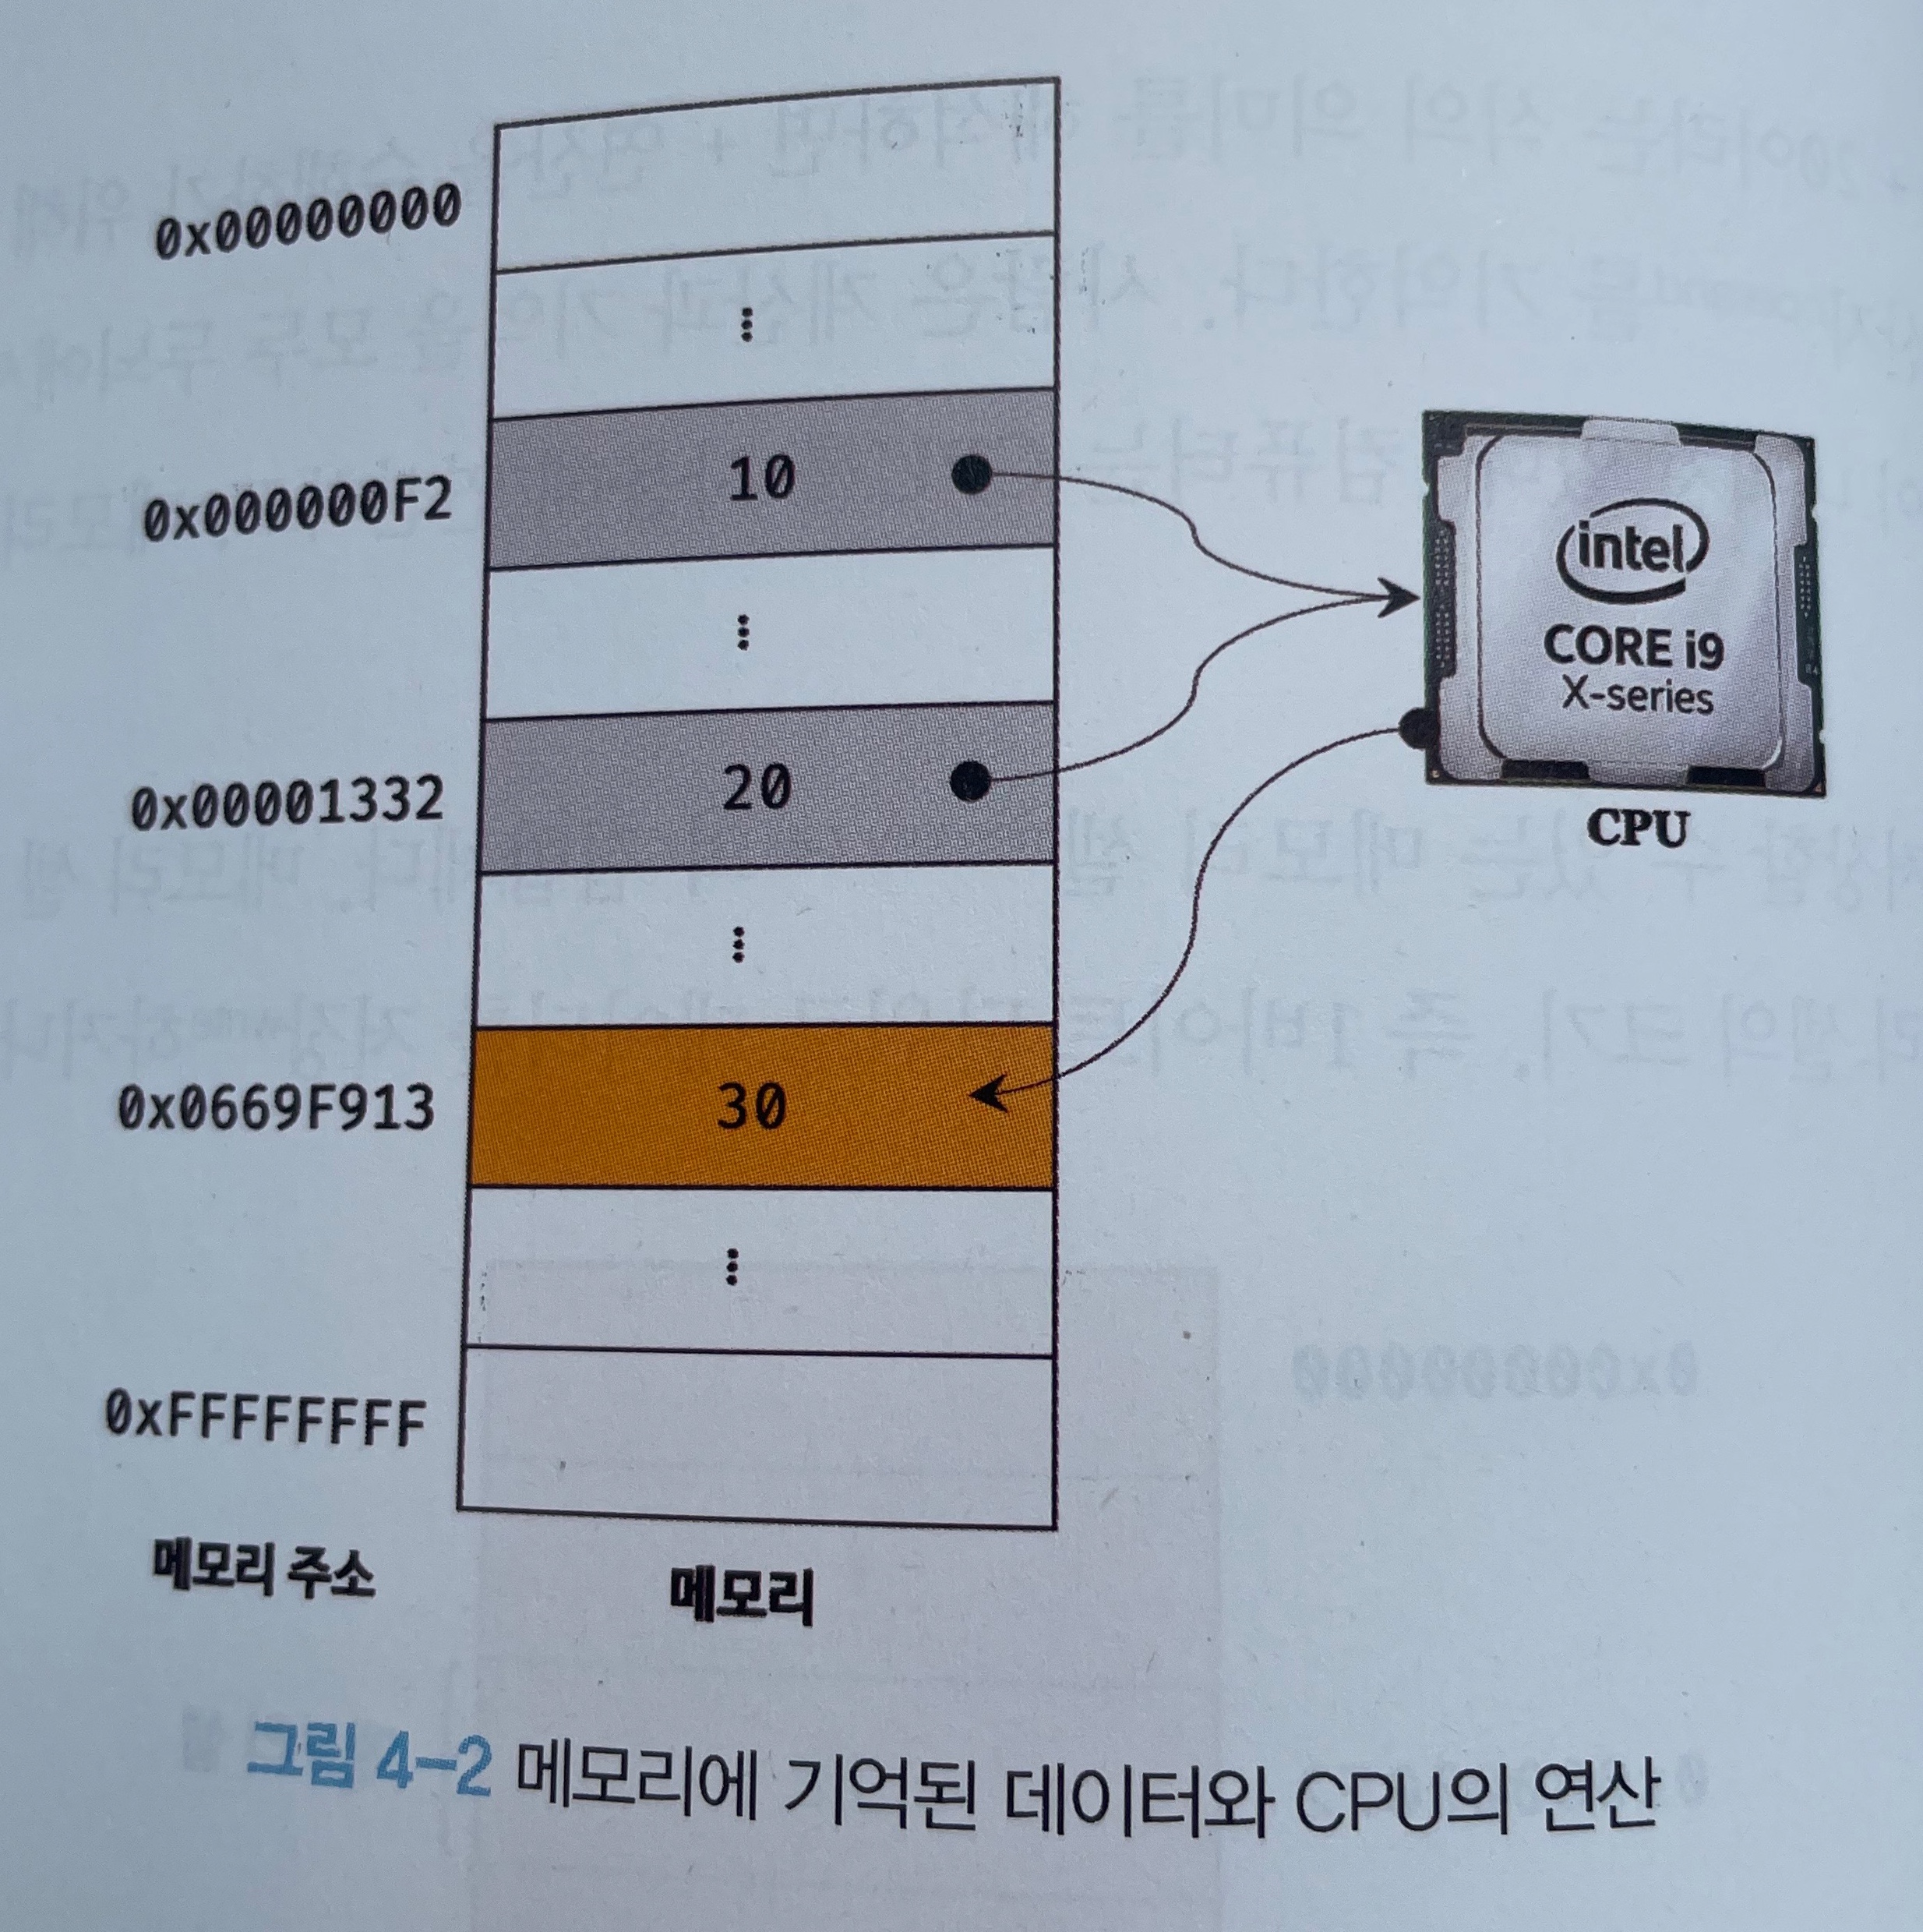 0x00000000
⋮
0x000000F2 10
⋮
intel
CORE i9
X-series
0x00001332 20
CPU
⋮
0x0669F913 30
⋮
0xFFFFFFFF
메모리 주소 메모리
그림 4-2 메모리에 기억된 데이터와 CPU의 연산